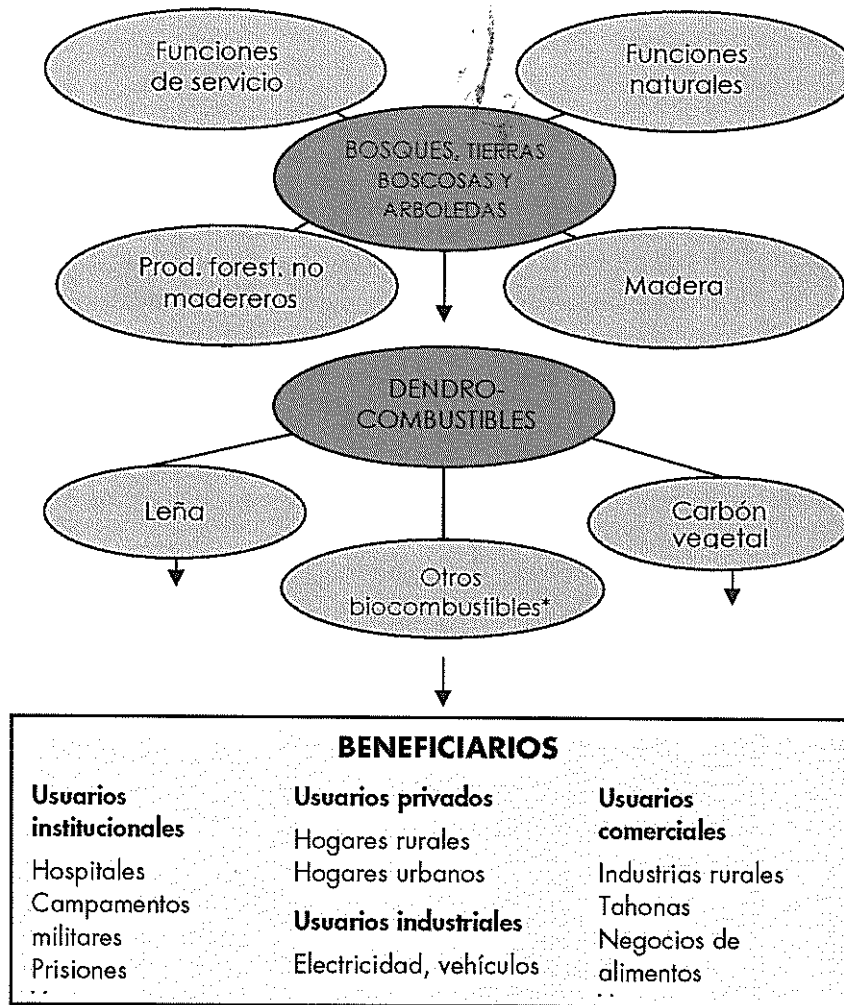 Funciones
de servicio
Funciones
naturales
BOSQUES, TIERRAS
BOSCOSAS Y
ARBOLEDAS
Prod. forest. no
madereros
Madera
DENDRO-
COMBUSTIBLES
Leña
Carbón
vegetal
Otros
biocombustibles*
BENEFICIARIOS
Usuarios
institucionales
Hospitales
Campamentos
militares
Prisiones
Usuarios privados
Hogares rurales
Hogares urbanos
Usuarios industriales
Electricidad, vehículos
Usuarios
comerciales
Industrias rurales
Tahonas
Negocios de
alimentos